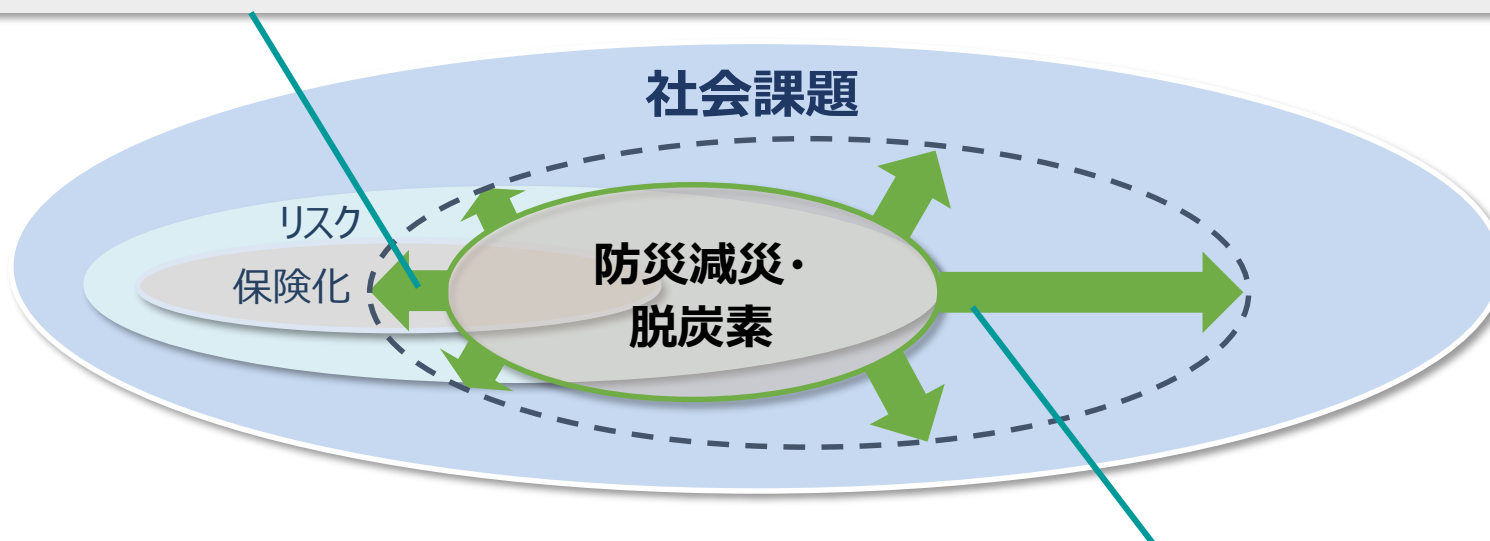 社会課題
リスク
保険化
防災減災・
脱炭素